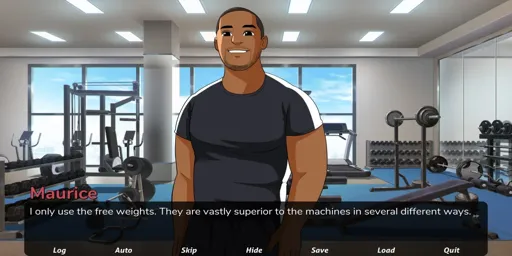 Maurice
I only use the free weights. They are vastly superior to the machines in several different ways.
Log Auto Skip Hide Save Load Quit